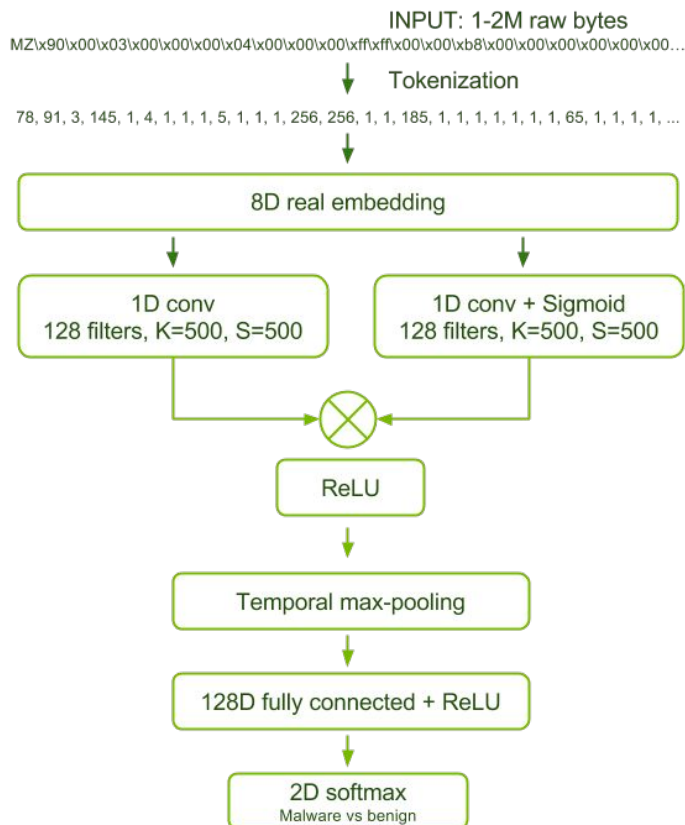 INPUT: 1-2M raw bytes
MZ\x90\x00\x03\x00\x00\x00\x04\x00\x00\x00\xff\xff\x00\x00\xb8\x00\x00\x00\x00\x00\x00\x00...
Tokenization
78, 91, 3, 145, 1, 4, 1, 1, 1, 5, 1, 1, 1, 256, 256, 1, 1, 185, 1, 1, 1, 1, 1, 1, 1, 65, 1, 1, 1, 1, ...
8D real embedding
1D conv
128 filters, K=500, S=500
1D conv + Sigmoid
128 filters, K=500, S=500
ReLU
Temporal max-pooling
128D fully connected + ReLU
2D softmax
Malware vs benign